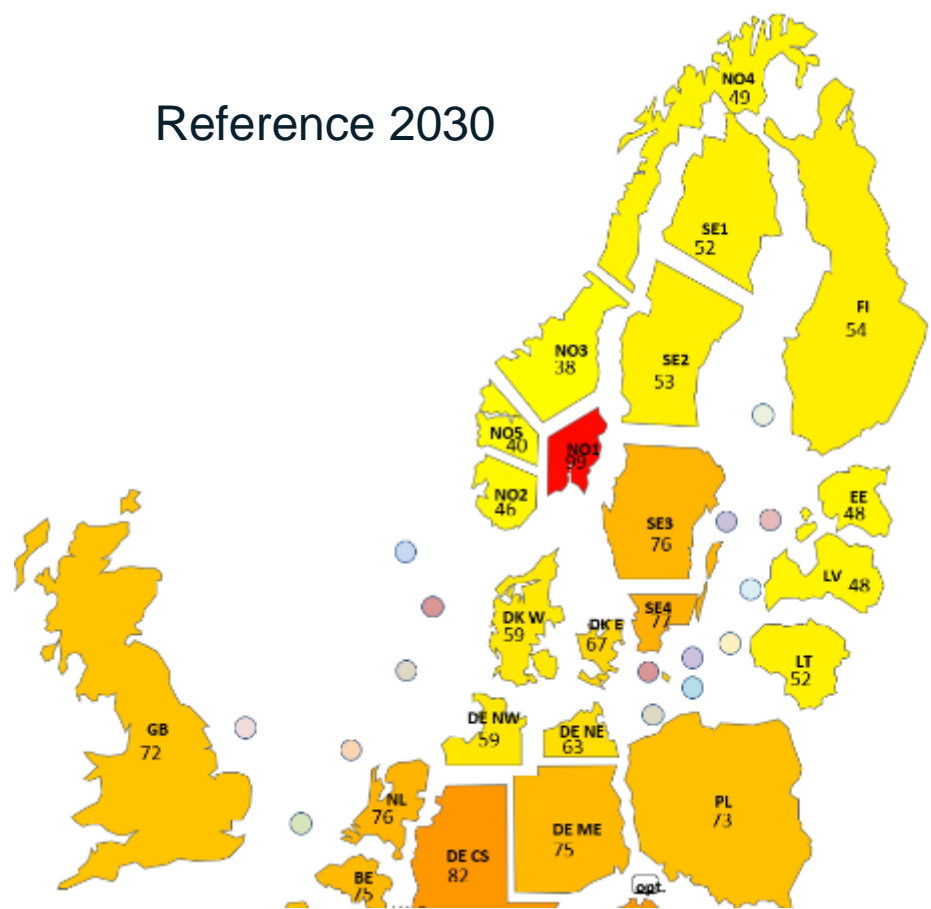 Reference 2030
NO4
49
SE1
52
FI
54
NO3
38
SE2
53
NO5
40
NO1
99
NO2
46
SE3
76
EE
48
LV 48
SE4
77
DK W
59
DK E
67
LT
52
DE NW
59
DE NE
63
GB
72
NL
76
PL
73
DE ME
75
DE CS
82
BE
75
opt.